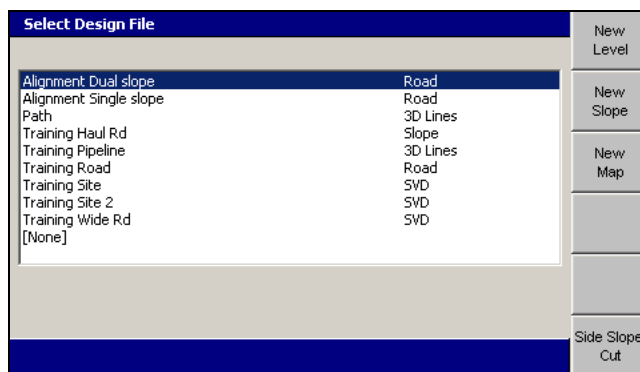 Select Design File
Alignment Dual slope Road
Alignment Single slope Road
Path 3D Lines
Training Haul Rd Slope
Training Pipeline 3D Lines
Training Road Road
Training Site SVD
Training Site 2 SVD
Training Wide Rd SVD
[None]
New
Level
New
Slope
New
Map
Side Slope
Cut